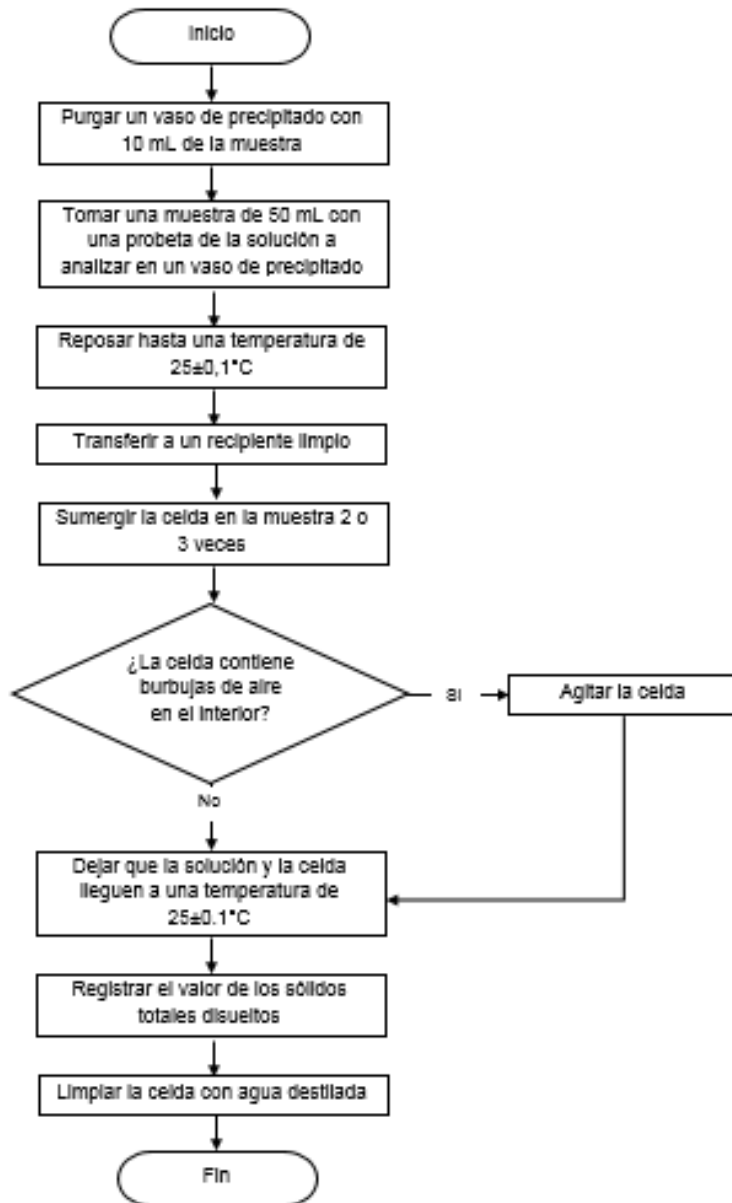 Inicio
Purgar un vaso de precipitado con
10 mL de la muestra
Tomar una muestra de 50 mL con
una probeta de la solución a
analizar en un vaso de precipitado
Reposar hasta una temperatura de
25±0,1°C
Transferir a un recipiente limpio
Sumergir la celda en la muestra 2 o
3 veces
¿La celda contiene
burbujas de aire
en el interior?
Si
Agitar la celda
No
Dejar que la solución y la celda
lleguen a una temperatura de
25±0.1°C
Registrar el valor de los sólidos
totales disueltos
Limpiar la celda con agua destilada
Fin